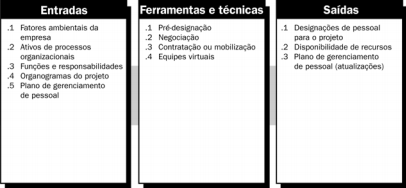 Entradas
.1 Fatores ambientais da
empresa
.2 Ativos de processos
organizacionais
.3 Funções e responsabilidades
.4 Organogramas do projeto
.5 Plano de gerenciamento
de pessoal
Ferramentas e técnicas
.1 Pré-designação
.2 Negociação
.3 Contratação ou mobilização
.4 Equipes virtuais
Saídas
.1 Designações de pessoal
para o projeto
.2 Disponibilidade de recursos
.3 Plano de gerenciamento
de pessoal (atualizações)